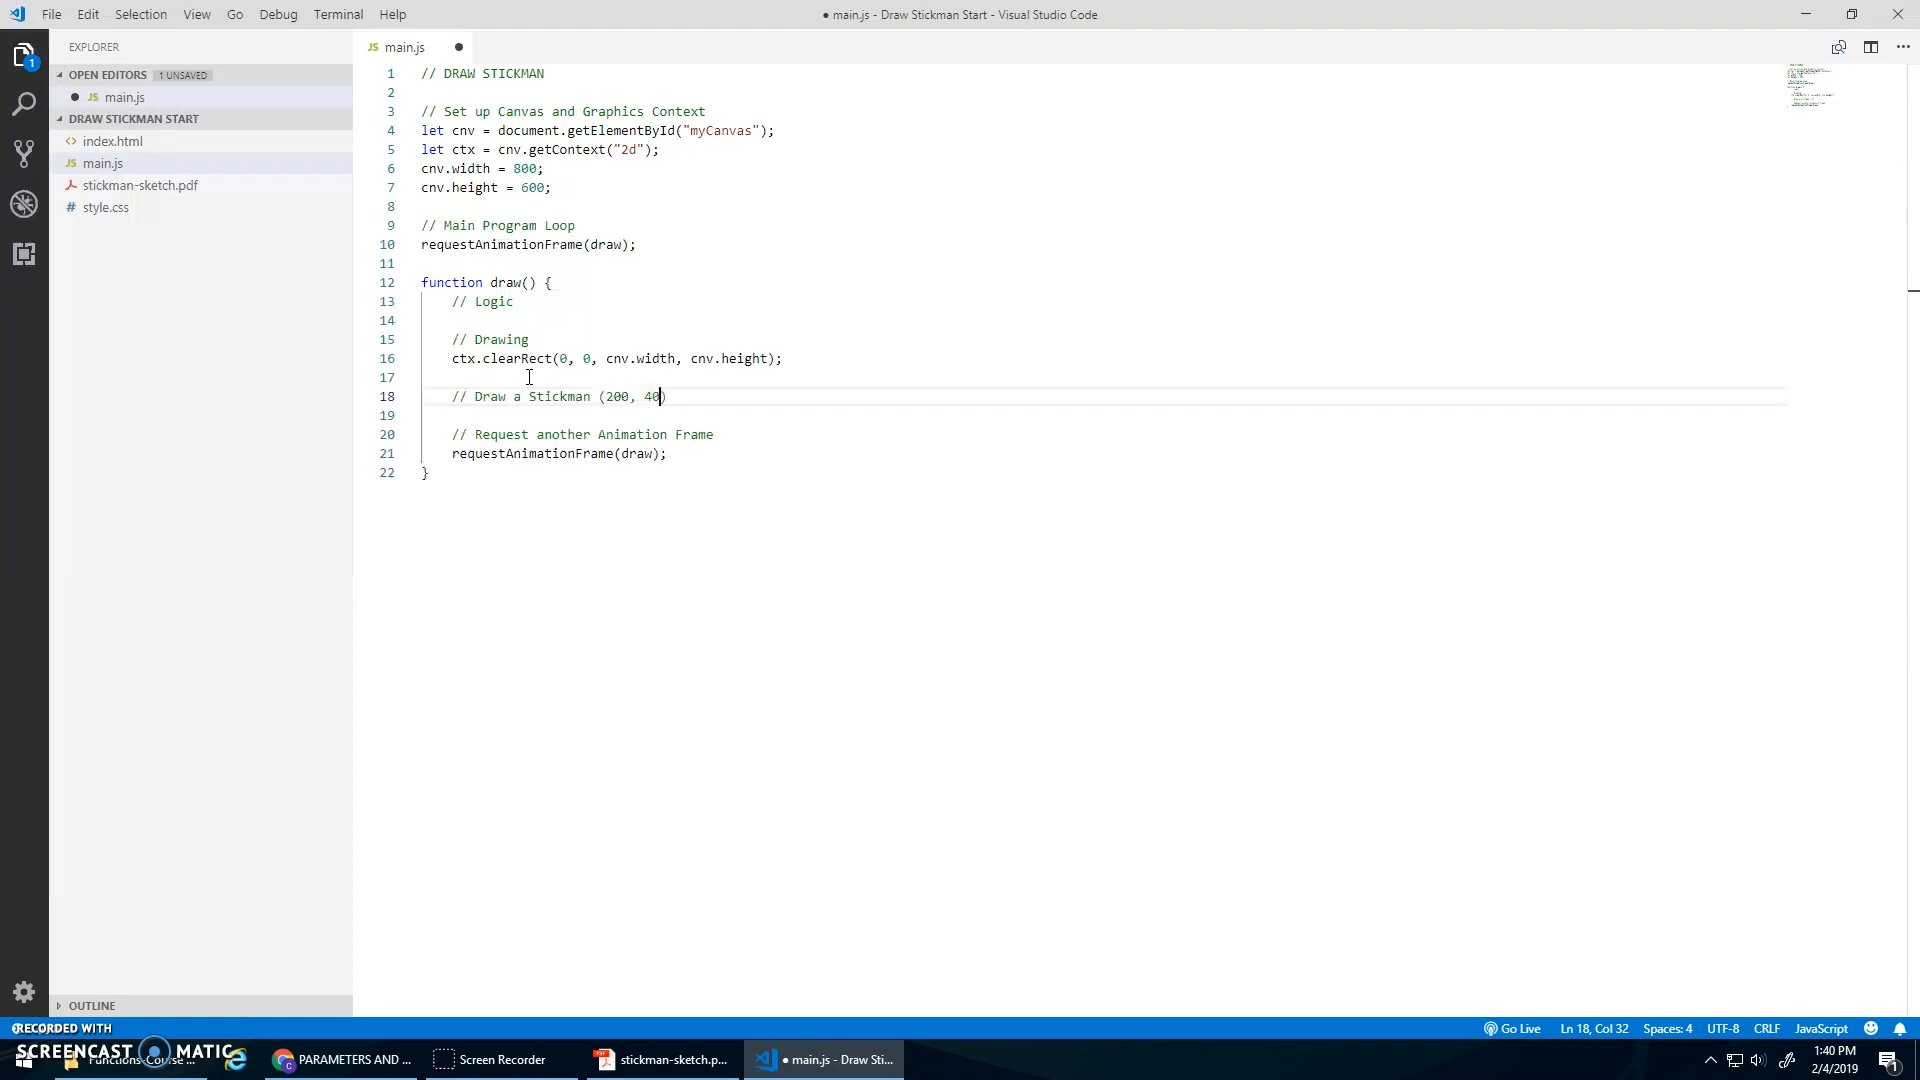 File Edit Selection View Go Debug Terminal Help
● main.js - Draw Stickman Start - Visual Studio Code
EXPLORER
OPEN EDITORS 1 UNSAVED
● JS main.js
DRAW STICKMAN START
<> index.html
JS main.js
stickman-sketch.pdf
# style.css
OUTLINE
JS main.js ●
1 // DRAW STICKMAN
2
3 // Set up Canvas and Graphics Context
4 let cnv = document.getElementById("myCanvas");
5 let ctx = cnv.getContext("2d");
6 cnv.width = 800;
7 cnv.height = 600;
8
9 // Main Program Loop
10 requestAnimationFrame(draw);
11
12 function draw() {
13 // Logic
14
15 // Drawing
16 ctx.clearRect(0, 0, cnv.width, cnv.height);
17
18 // Draw a Stickman (200, 40)
19
20 // Request another Animation Frame
21 requestAnimationFrame(draw);
22 }
RECORDED WITH
SCREENCAST MATIC
Go Live Ln 18, Col 32 Spaces: 4 UTF-8 CRLF JavaScript
Functions-Course ...
PARAMETERS AND ...
Screen Recorder
stickman-sketch.p...
● main.js - Draw Sti...
1:40 PM
2/4/2019